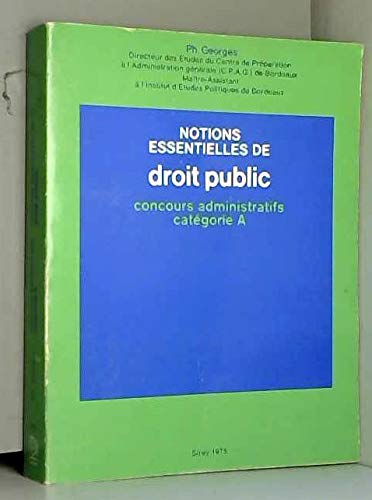 Ph. Georges
Directeur des Études du Centre de Préparation
à l'Administration générale (C.P.A.G.) de Bordeaux
Maître-Assistant
à l'Institut d'Etudes Politiques de Bordeaux
NOTIONS
ESSENTIELLES DE
droit public
concours administratifs
catégorie A
Sirey 1975